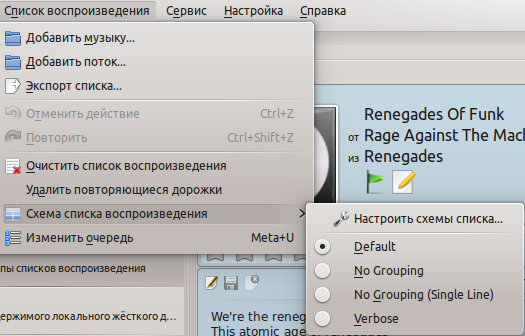 Список воспроизведения Сервис Настройка Справка
Добавить музыку...
Добавить поток...
Экспорт списка...
Отменить действие Ctrl+Z
Повторить Ctrl+Shift+Z
Очистить список воспроизведения
Удалить повторяющиеся дорожки
Схема списка воспроизведения
Изменить очередь Meta+U
Renegades Of Funk
от Rage Against The Mach
из Renegades
Настроить схемы списка...
Default
No Grouping
No Grouping (Single Line)
Verbose
пы списков воспроизведения
держимого локального жёсткого д...
We're the reneg
This atomic age